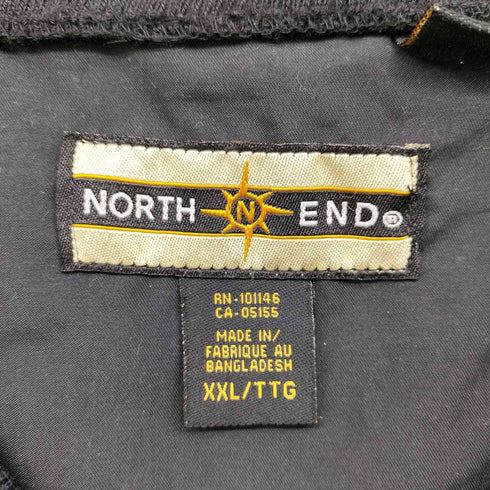 NORTH N END®
RN-101146
CA-05155
MADE IN/
FABRIQUE AU
BANGLADESH
XXL/TTG